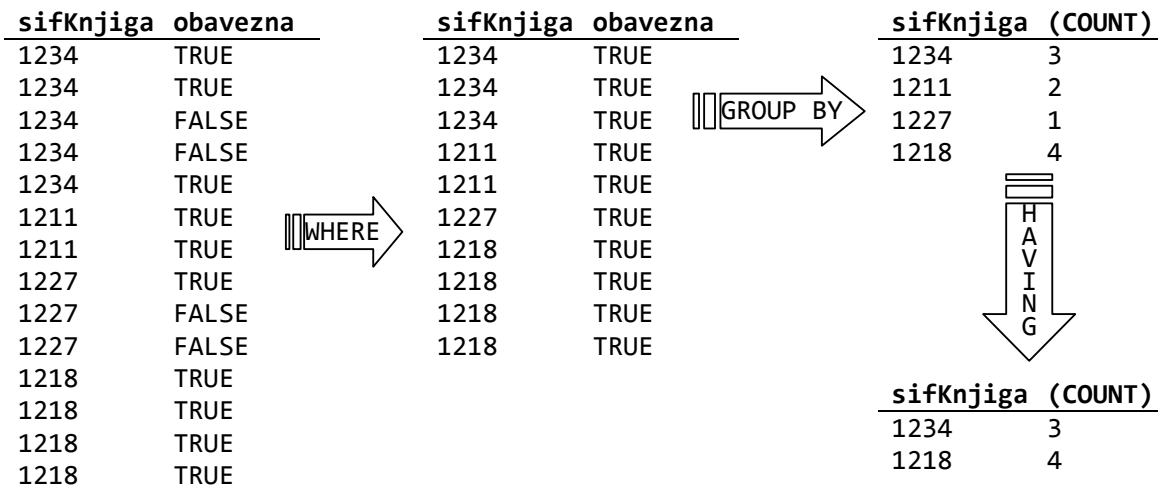 sifKnjiga obavezna
1234 TRUE
1234 TRUE
1234 FALSE
1234 FALSE
1234 TRUE
1211 TRUE
1211 TRUE
1227 TRUE
1227 FALSE
1227 FALSE
1218 TRUE
1218 TRUE
1218 TRUE
1218 TRUE
WHERE
sifKnjiga obavezna
1234 TRUE
1234 TRUE
1234 TRUE
1211 TRUE
1211 TRUE
1227 TRUE
1218 TRUE
1218 TRUE
1218 TRUE
1218 TRUE
GROUP BY
sifKnjiga (COUNT)
1234 3
1211 2
1227 1
1218 4
HAVING
sifKnjiga (COUNT)
1234 3
1218 4